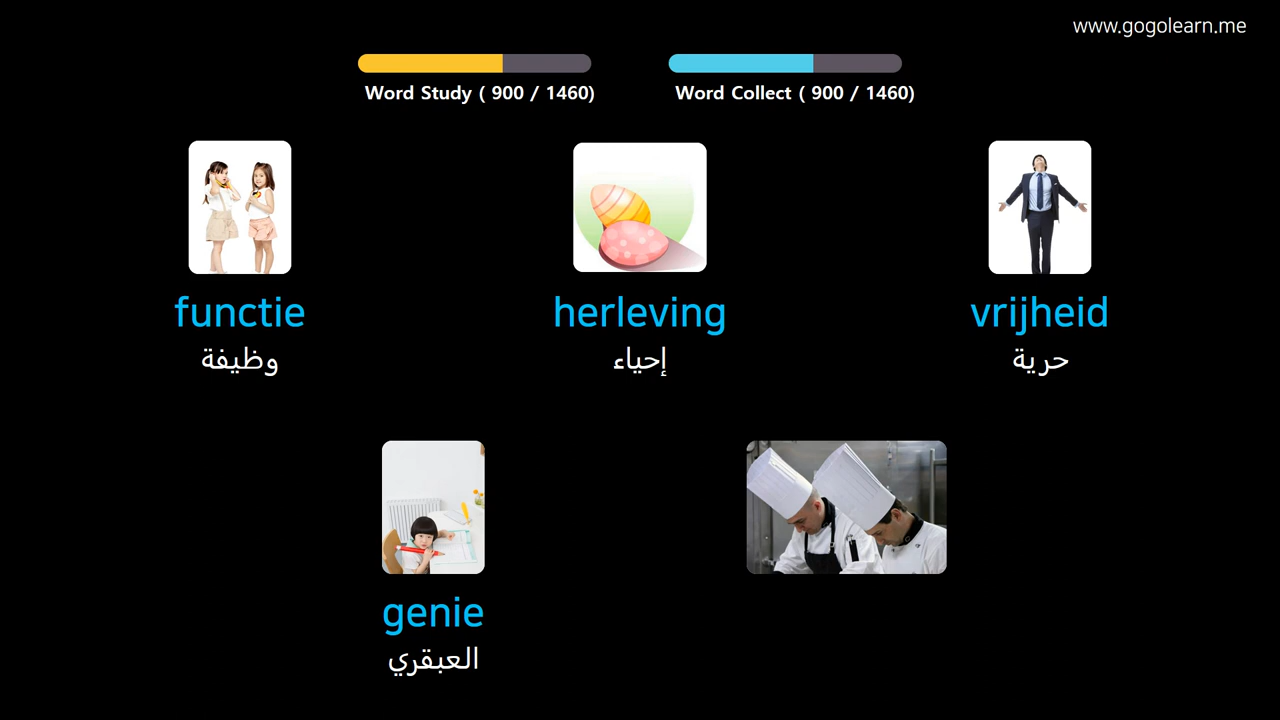 www.gogolearn.me
Word Study ( 900 / 1460)
Word Collect ( 900 / 1460)
functie
وظيفة
herleving
إحياء
vrijheid
حرية
genie
العبقري